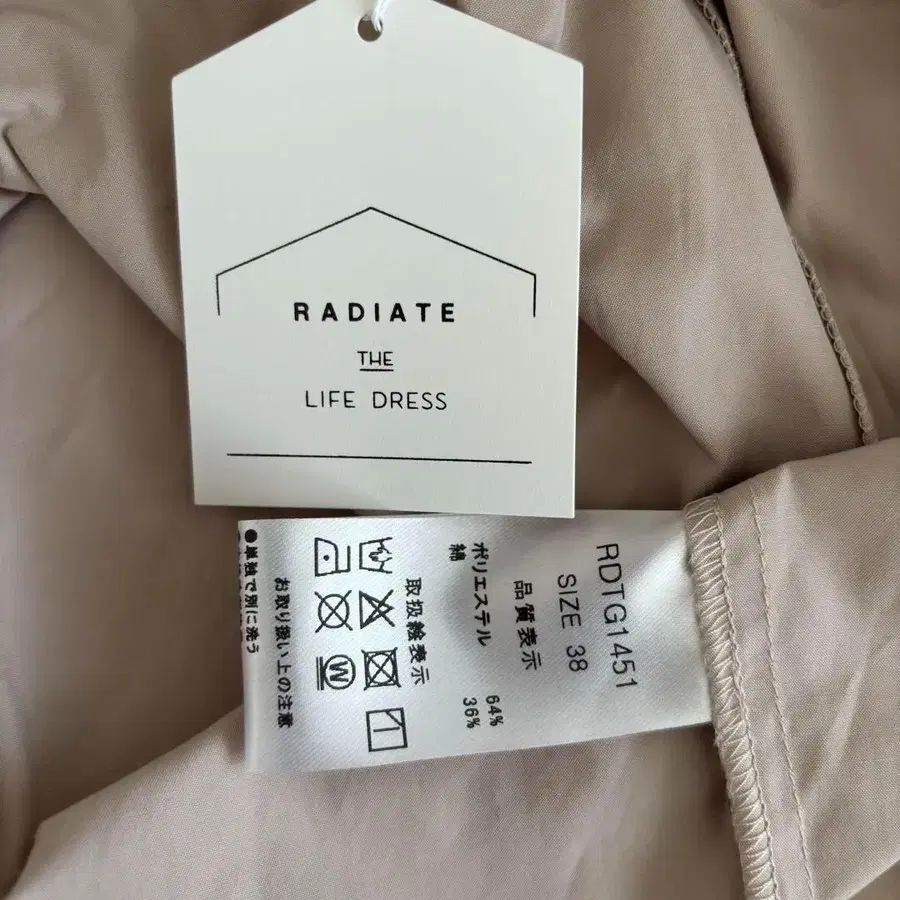 RADIATE
THE
LIFE DRESS
RDTG1451
SIZE 38
品質表示
ポリエステル 64%
綿 36%
取扱絵表示
W
お取り扱い上の注意
●単独で別に洗う